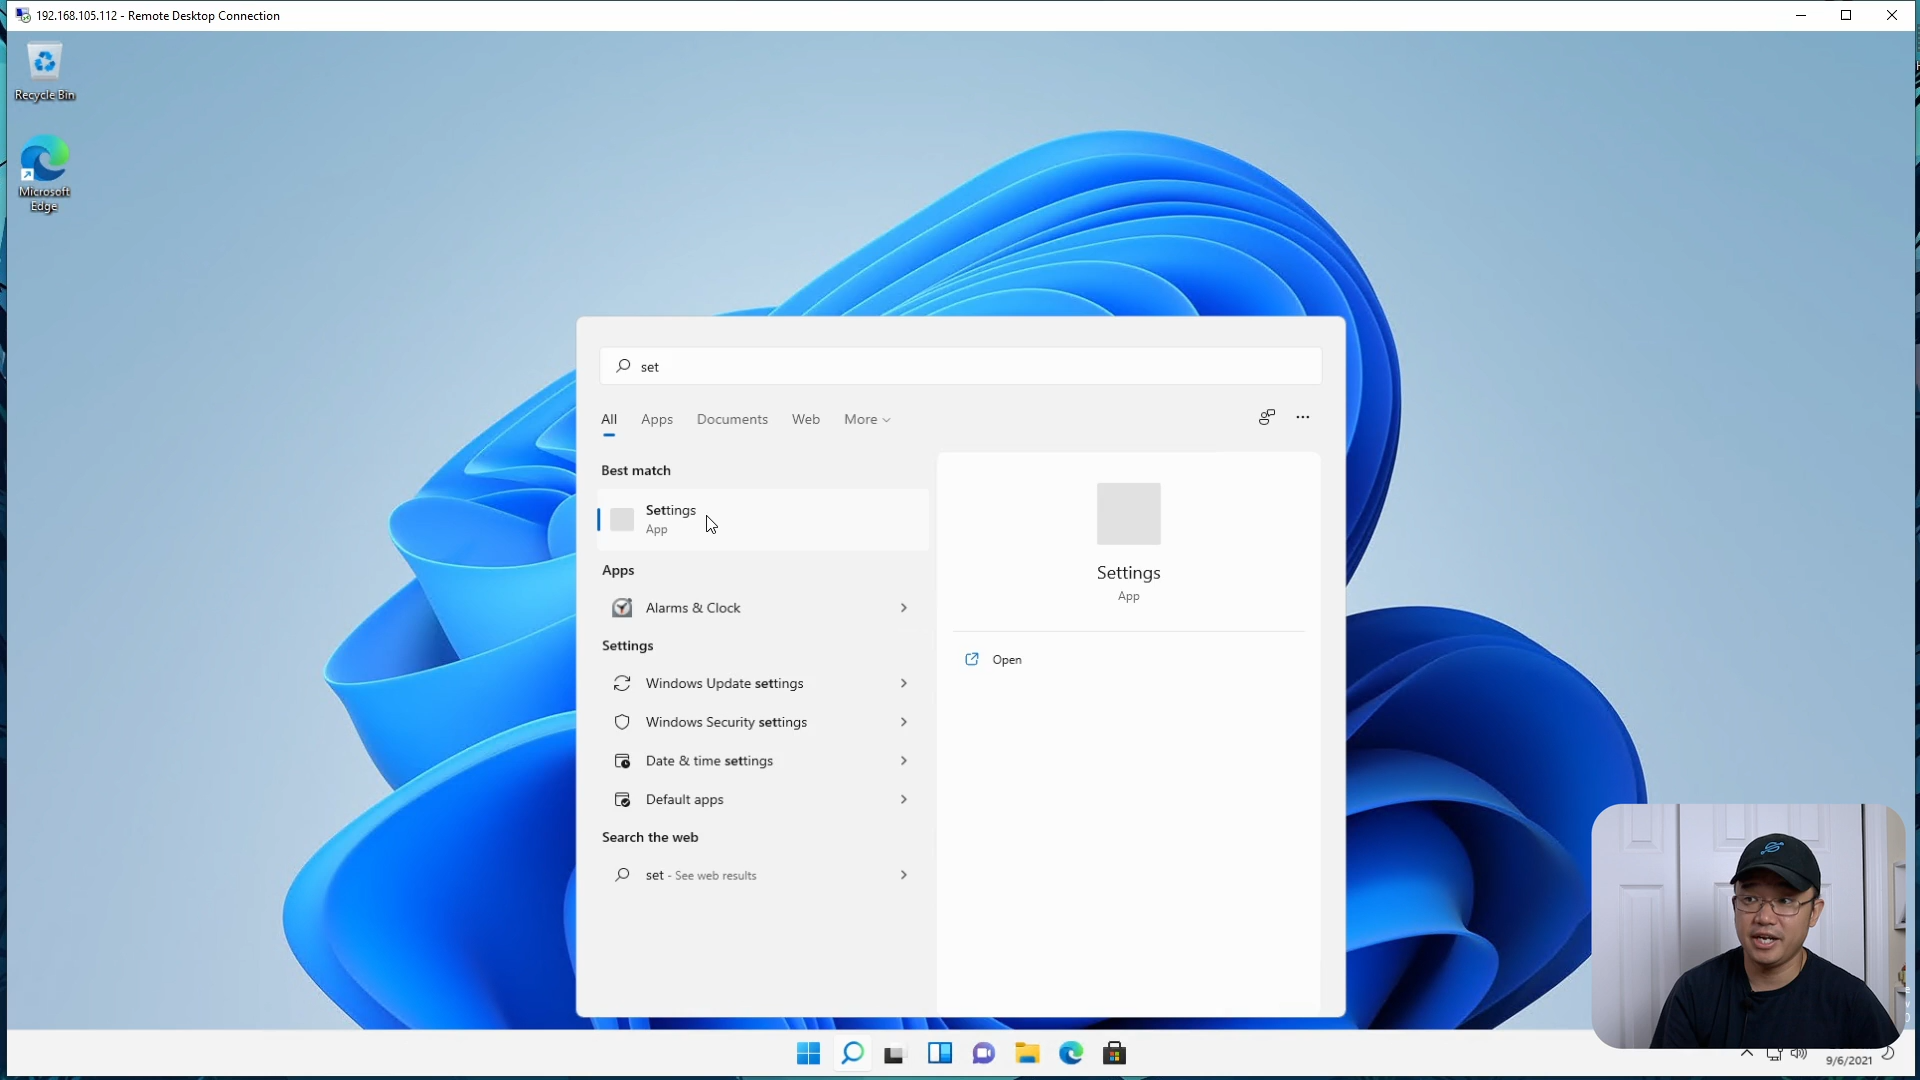 192.168.105.112 - Remote Desktop Connection
Recycle Bin
Microsoft
Edge
set
All
Apps
Documents
Web
More
Best match
Settings
App
Apps
Alarms & Clock
Settings
Windows Update settings
Windows Security settings
Date & time settings
Default apps
Search the web
set - See web results
Settings
App
Open
9/6/2021